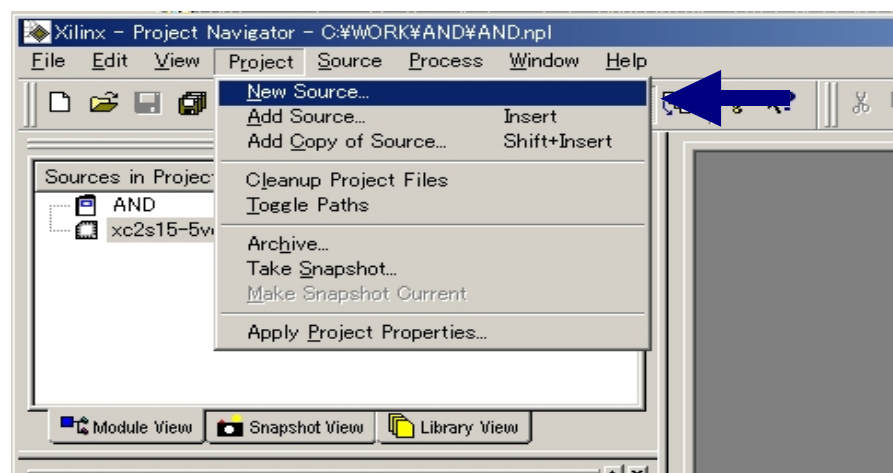 Xilinx - Project Navigator - C:¥WORK¥AND¥AND.npl
File Edit View Project Source Process Window Help
New Source...
Add Source... Insert
Add Copy of Source... Shift+Insert
Sources in Projec
Cleanup Project Files
AND
Toggle Paths
xc2s15-5v
Archive...
Take Snapshot...
Make Snapshot Current
Apply Project Properties...
Module View Snapshot View Library View